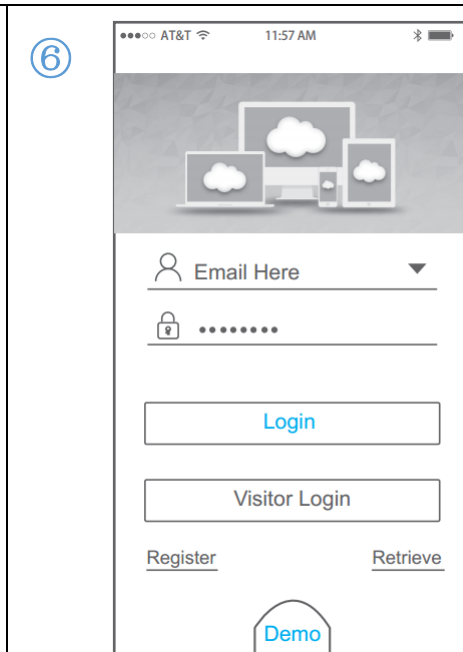 ⑥
●●●○○ AT&T 11:57 AM
Email Here
••••••••
Login
Visitor Login
Register Retrieve
Demo